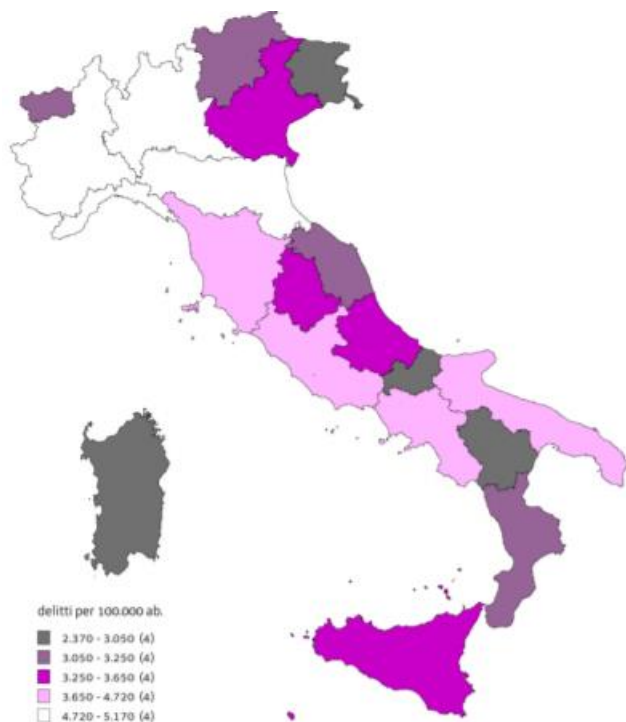 delitti per 100.000 ab.
2.370 - 3.050 (4)
3.050 - 3.250 (4)
3.250 - 3.650 (4)
3.650 - 4.720 (4)
4.720 - 5.170 (4)